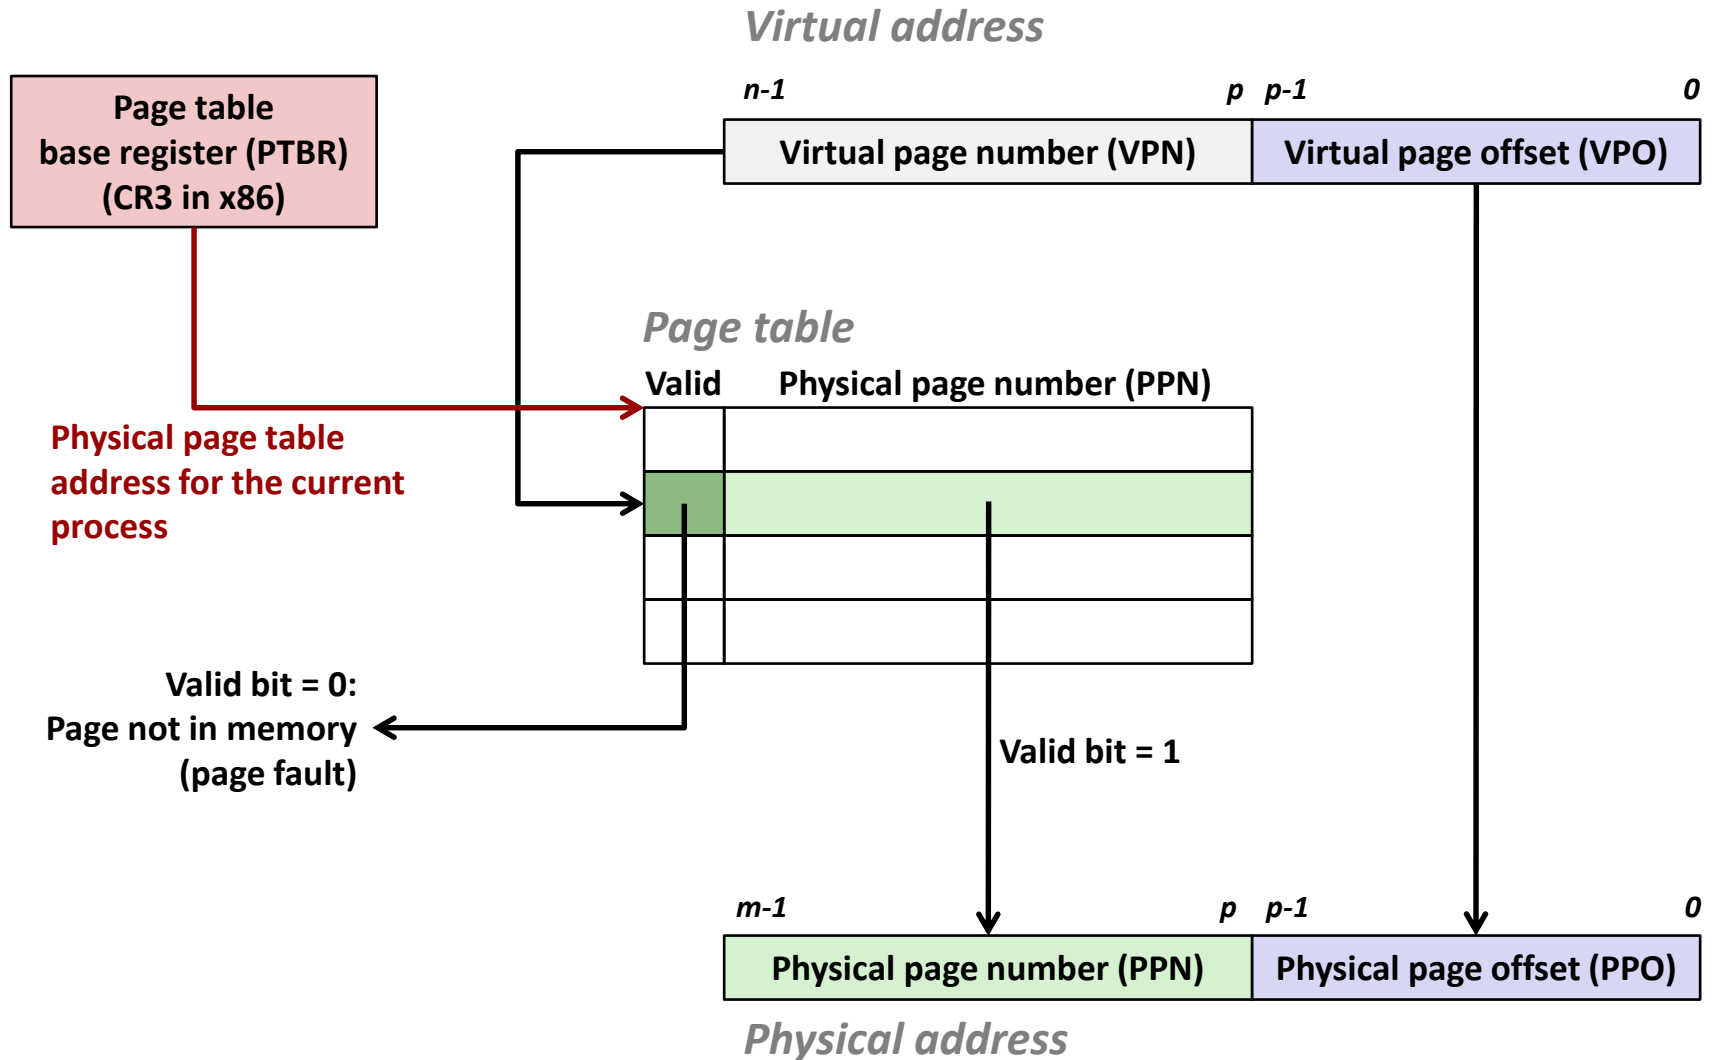 Virtual address
n-1 p p-1 0
Page table
base register (PTBR)
(CR3 in x86)
Virtual page number (VPN) Virtual page offset (VPO)
Page table
Valid Physical page number (PPN)
Physical page table
address for the current
process
Valid bit = 0:
Page not in memory
(page fault)
Valid bit = 1
m-1 p p-1 0
Physical page number (PPN) Physical page offset (PPO)
Physical address